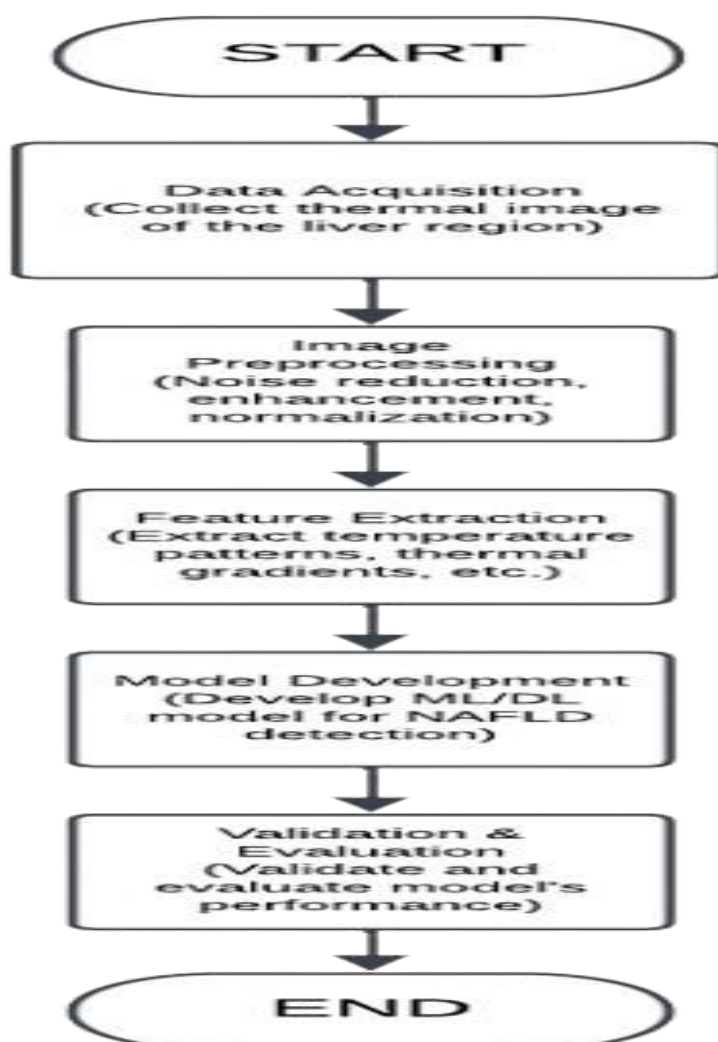 START
Data Acquisition
(Collect thermal image
of the liver region)
Image
Preprocessing
(Noise reduction,
enhancement,
normalization)
Feature Extraction
(Extract temperature
patterns, thermal
gradients, etc.)
Model Development
(Develop ML/DL
model for NAFLD
detection)
Validation &
Evaluation
(Validate and
evaluate model's
performance)
END